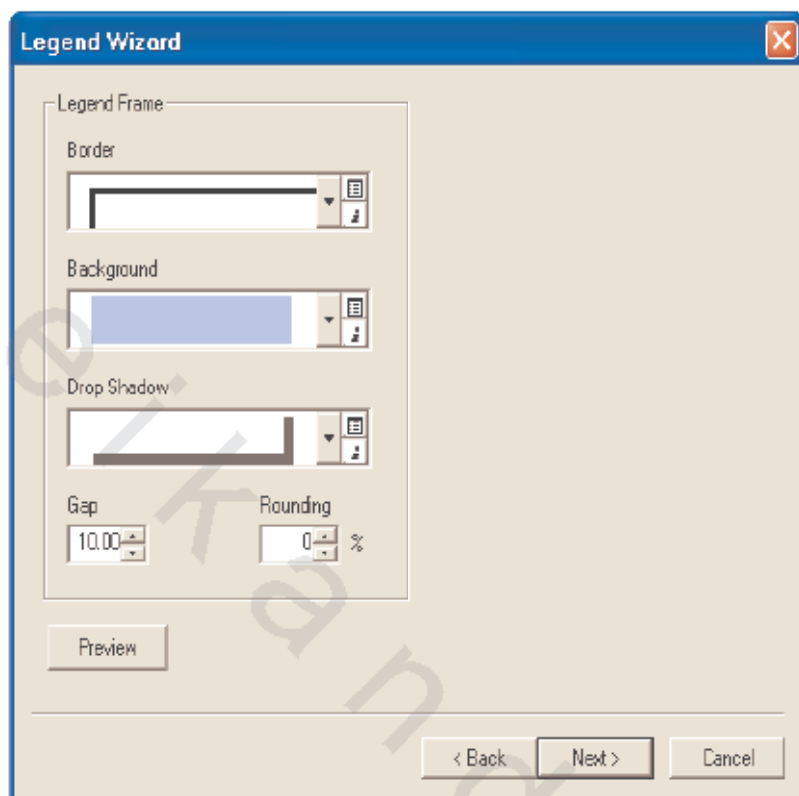 Legend Wizard
Legend Frame
Border
Background
Drop Shadow
Gap
Rounding
10.00
0
%
Preview
< Back
Next >
Cancel